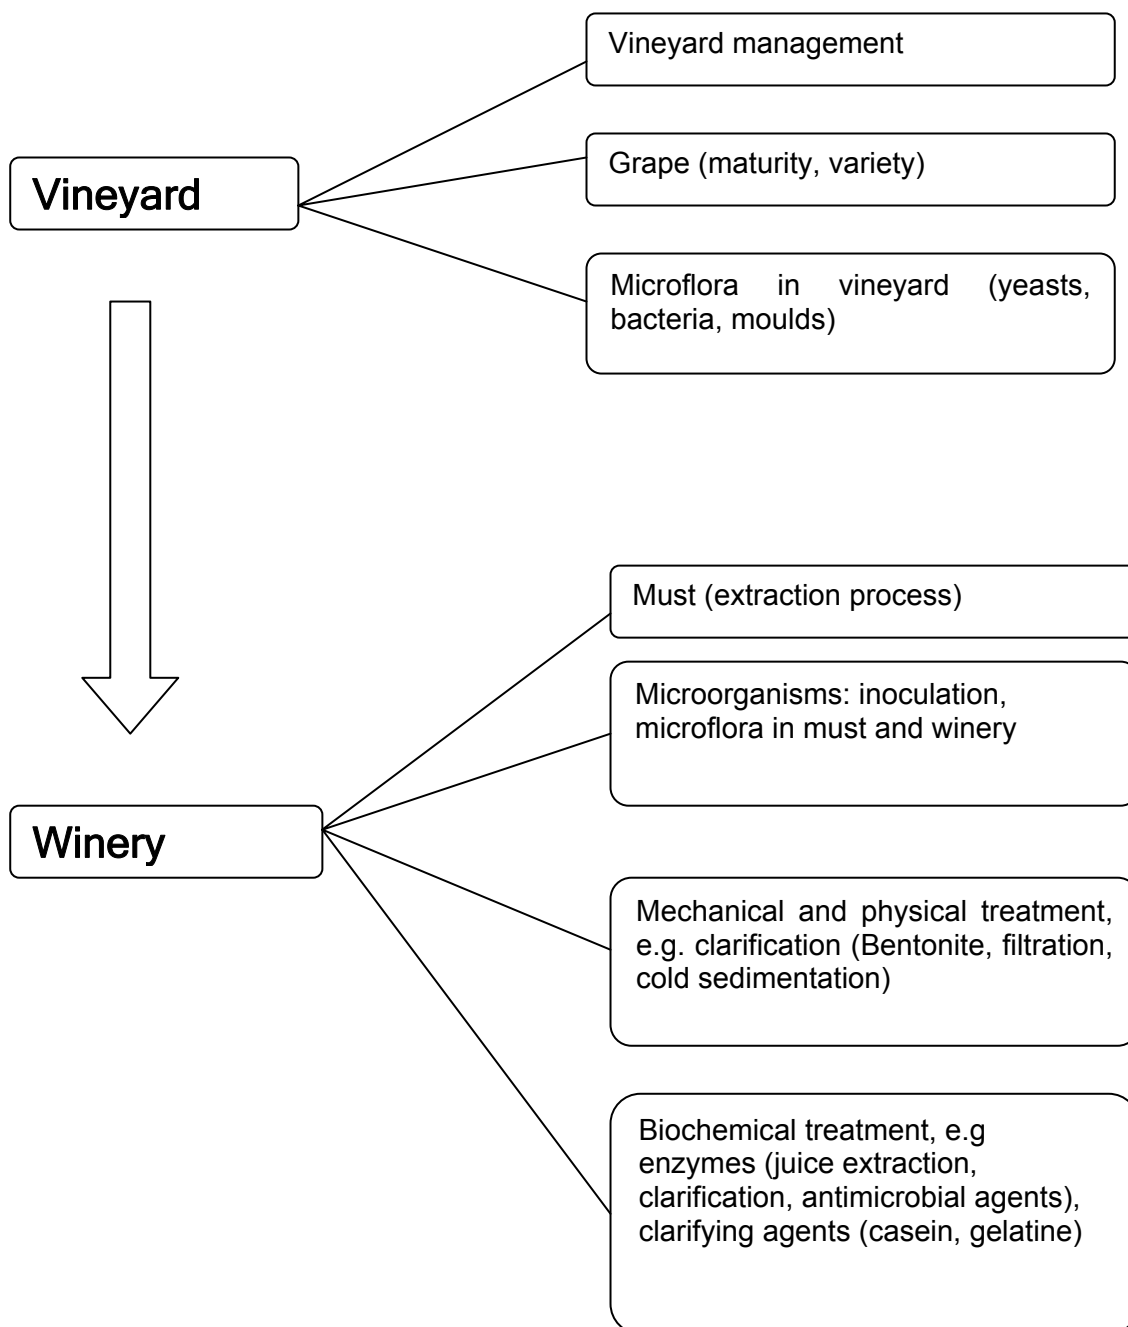 Vineyard management
Grape (maturity, variety)
Vineyard
Microflora in vineyard (yeasts,
bacteria, moulds)
Must (extraction process)
Microorganisms: inoculation,
microflora in must and winery
Winery
Mechanical and physical treatment,
e.g. clarification (Bentonite, filtration,
cold sedimentation)
Biochemical treatment, e.g
enzymes (juice extraction,
clarification, antimicrobial agents),
clarifying agents (casein, gelatine)